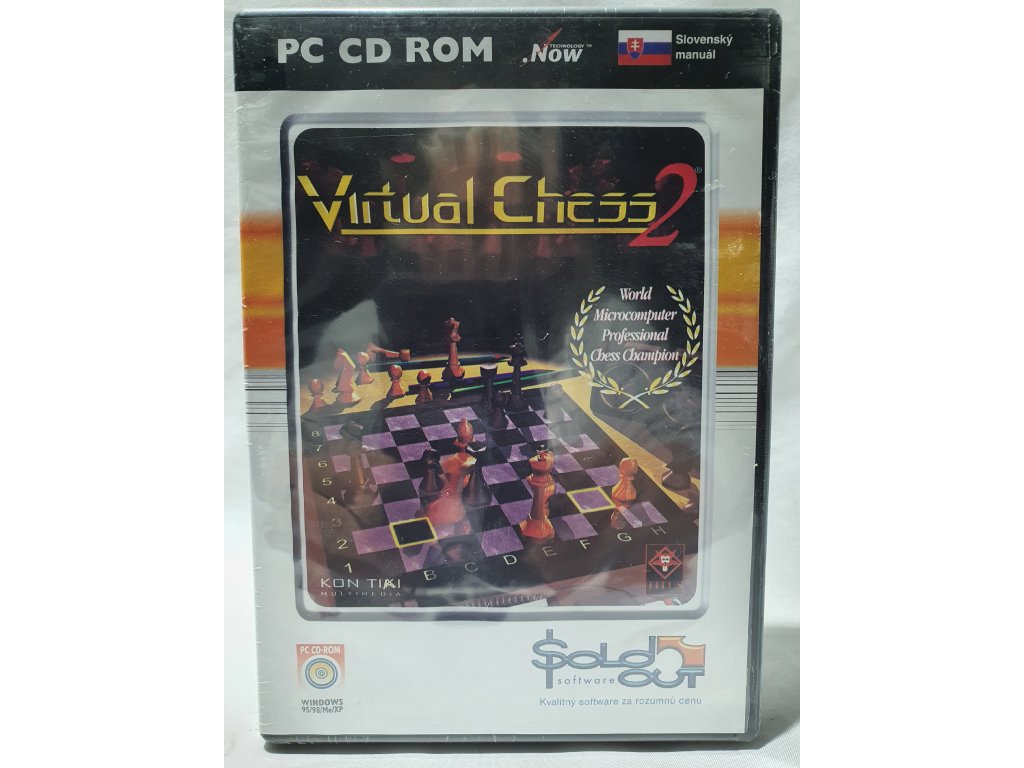 PC CD ROM
TECHNOLOGY™
.Now
Slovenský
manuál
Virtual Chess 2®
World
Microcomputer
Professional
Chess Champion
8
7
6
5
4
3
2
1
B C D E F G H
KON TIKI
MULTIMEDIA
TITUS
PC CD-ROM
WINDOWS
95/98/Me/XP
SOLD
software OUT
Kvalitný software za rozumnú cenu